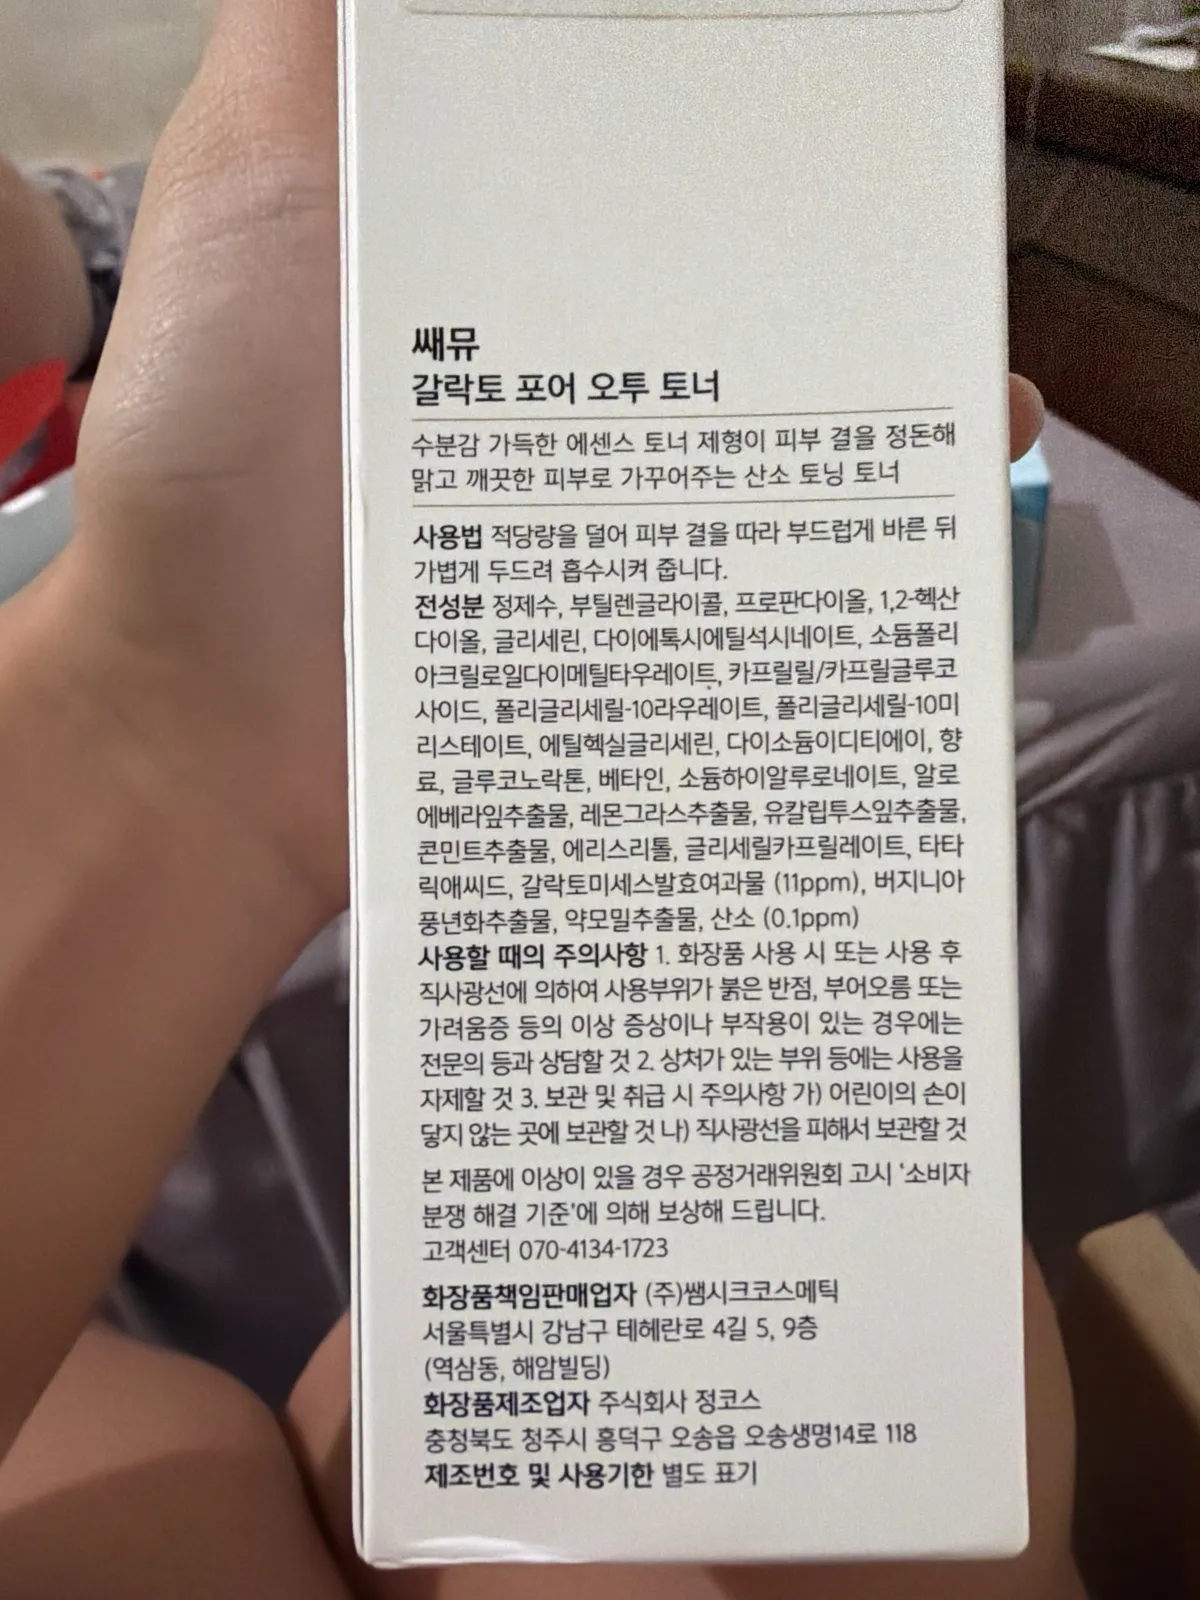 쌔뮤
갈락토 포어 오투 토너
수분감 가득한 에센스 토너 제형이 피부 결을 정돈해
맑고 깨끗한 피부로 가꾸어주는 산소 토닝 토너
사용법 적당량을 덜어 피부 결을 따라 부드럽게 바른 뒤
가볍게 두드려 흡수시켜 줍니다.
전성분 정제수, 부틸렌글라이콜, 프로판다이올, 1,2-헥산
다이올, 글리세린, 다이에톡시에틸석시네이트, 소듐폴리
아크릴로일다이메틸타우레이트, 카프릴릴/카프릴글루코
사이드, 폴리글리세릴-10라우레이트, 폴리글리세릴-10미
리스테이트, 에틸헥실글리세린, 다이소듐이디티에이, 향
료, 글루코노락톤, 베타인, 소듐하이알루로네이트, 알로
에베라잎추출물, 레몬그라스추출물, 유칼립투스잎추출물,
콘민트추출물, 에리스리톨, 글리세릴카프릴레이트, 타타
릭애씨드, 갈락토미세스발효여과물 (11ppm), 버지니아
풍년화추출물, 약모밀추출물, 산소 (0.1ppm)
사용할 때의 주의사항 1. 화장품 사용 시 또는 사용 후
직사광선에 의하여 사용부위가 붉은 반점, 부어오름 또는
가려움증 등의 이상 증상이나 부작용이 있는 경우에는
전문의 등과 상담할 것 2. 상처가 있는 부위 등에는 사용을
자제할 것 3. 보관 및 취급 시 주의사항 가) 어린이의 손이
닿지 않는 곳에 보관할 것 나) 직사광선을 피해서 보관할 것
본 제품에 이상이 있을 경우 공정거래위원회 고시 '소비자
분쟁 해결 기준'에 의해 보상해 드립니다.
고객센터 070-4134-1723
화장품책임판매업자 (주)쌤시크코스메틱
서울특별시 강남구 테헤란로 4길 5, 9층
(역삼동, 해암빌딩)
화장품제조업자 주식회사 정코스
충청북도 청주시 흥덕구 오송읍 오송생명14로 118
제조번호 및 사용기한 별도 표기